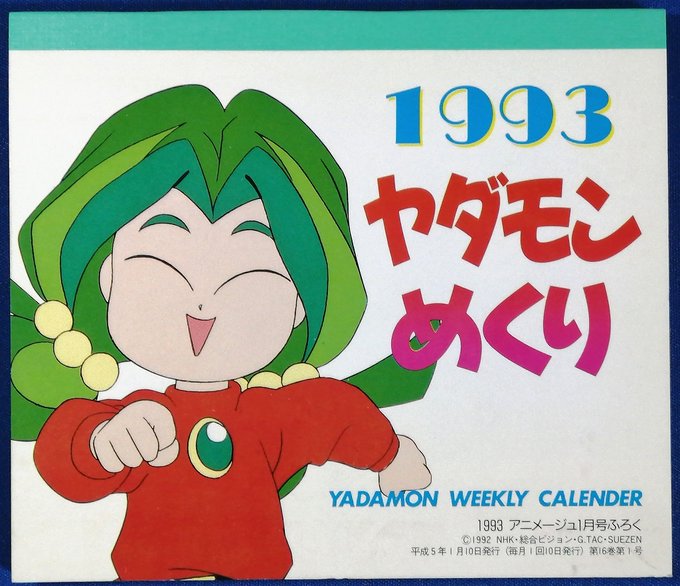 1993
ヤダモン
めくり
YADAMON WEEKLY CALENDER
1993 アニメージュ1月号ふろく
©1992 NHK・総合ビジョン・G.TAC・SUEZEN
平成5年1月10日発行(毎月1回10日発行)第16巻第1号